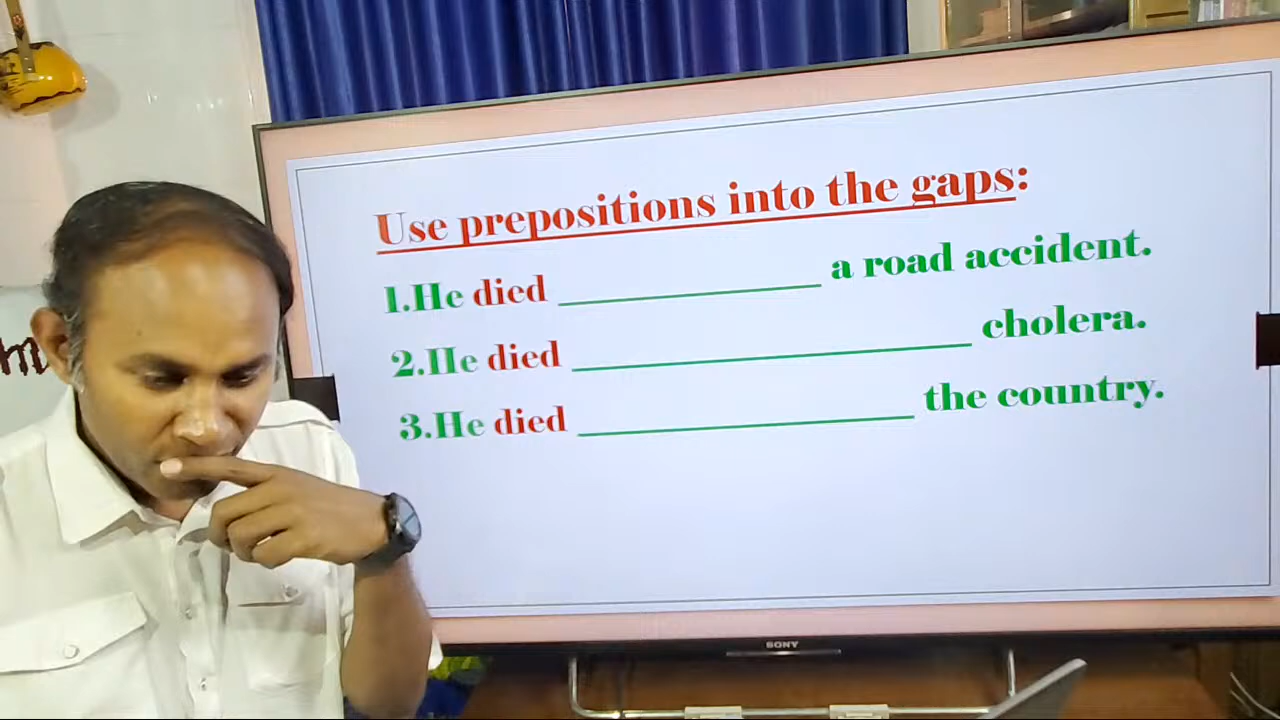 Use prepositions into the gaps:
1.He died ____________ a road accident.
2.He died ________________ cholera.
3.He died ______________ the country.
SONY